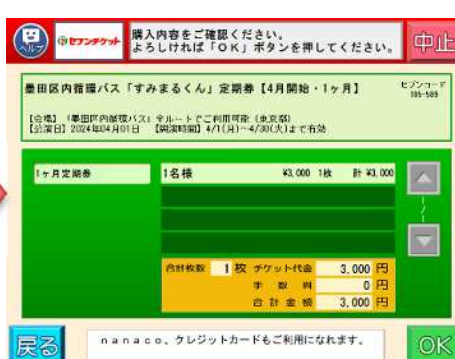 ヘルプ
セブンチケット
購入内容をご確認ください。
よろしければ「OK」ボタンを押してください。
中止
墨田区内循環バス「すみまるくん」定期券【4月開始・1ヶ月】
セブンコード
105-589
【会場】「墨田区内循環バス」全ルートでご利用可能（東京都）
【公演日】2024年04月01日 【開演時間】4/1(月)～4/30(火)まで有効
1ヶ月定期券
1名様 ¥3,000 1枚 計 ¥3,000
合計枚数 1 枚 チケット代金 3,000 円
手数料 0 円
合計金額 3,000 円
戻る
nanaco、クレジットカードもご利用になれます。
OK